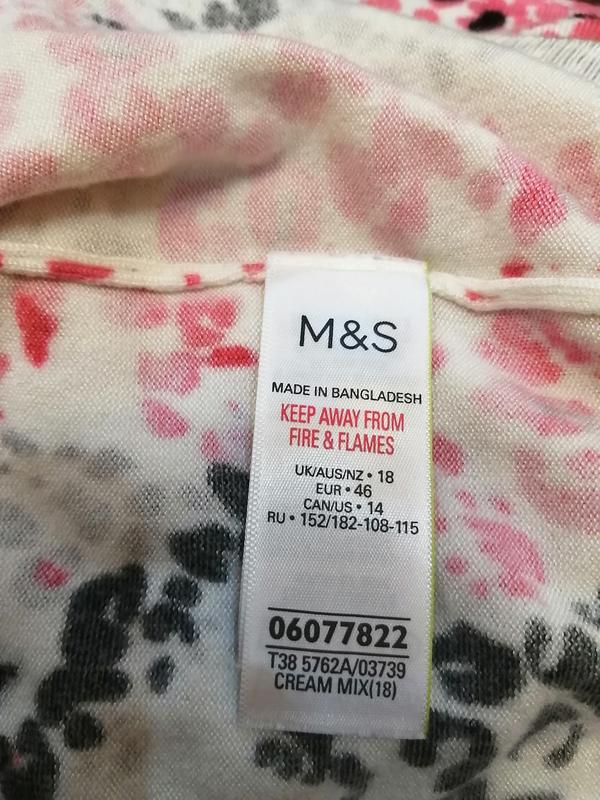 M&S
MADE IN BANGLADESH
KEEP AWAY FROM
FIRE & FLAMES
UK/AUS/NZ • 18
EUR • 46
CAN/US • 14
RU • 152/182-108-115
06077822
T38 5762A/03739
CREAM MIX(18)